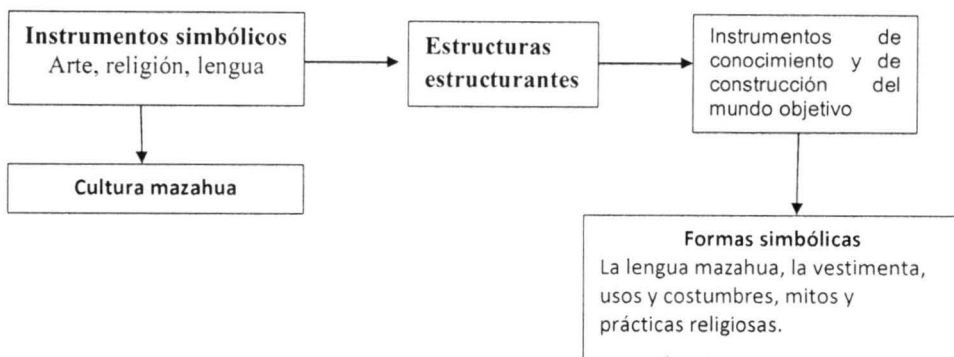 Instrumentos simbólicos
Arte, religión, lengua
Estructuras
estructurantes
Instrumentos de
conocimiento y de
construcción del
mundo objetivo
Cultura mazahua
Formas simbólicas
La lengua mazahua, la vestimenta,
usos y costumbres, mitos y
prácticas religiosas.